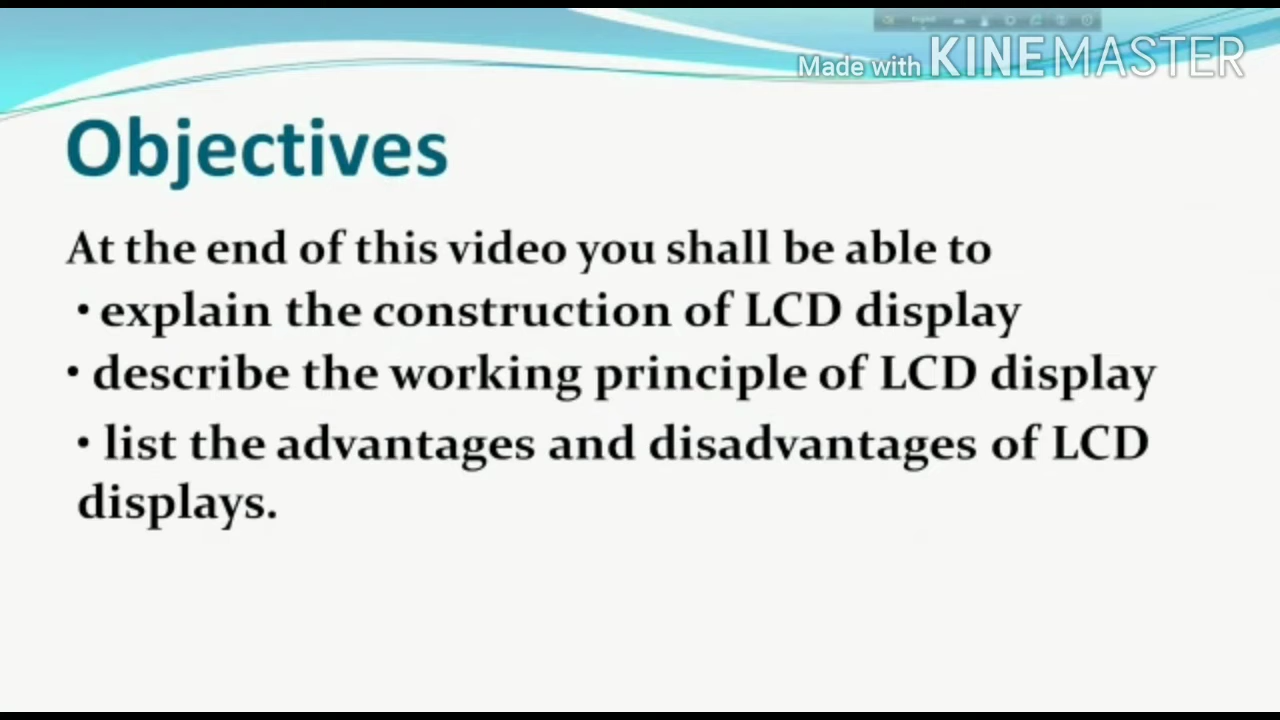 Made with KINEMASTER
Objectives
At the end of this video you shall be able to
• explain the construction of LCD display
• describe the working principle of LCD display
• list the advantages and disadvantages of LCD
displays.